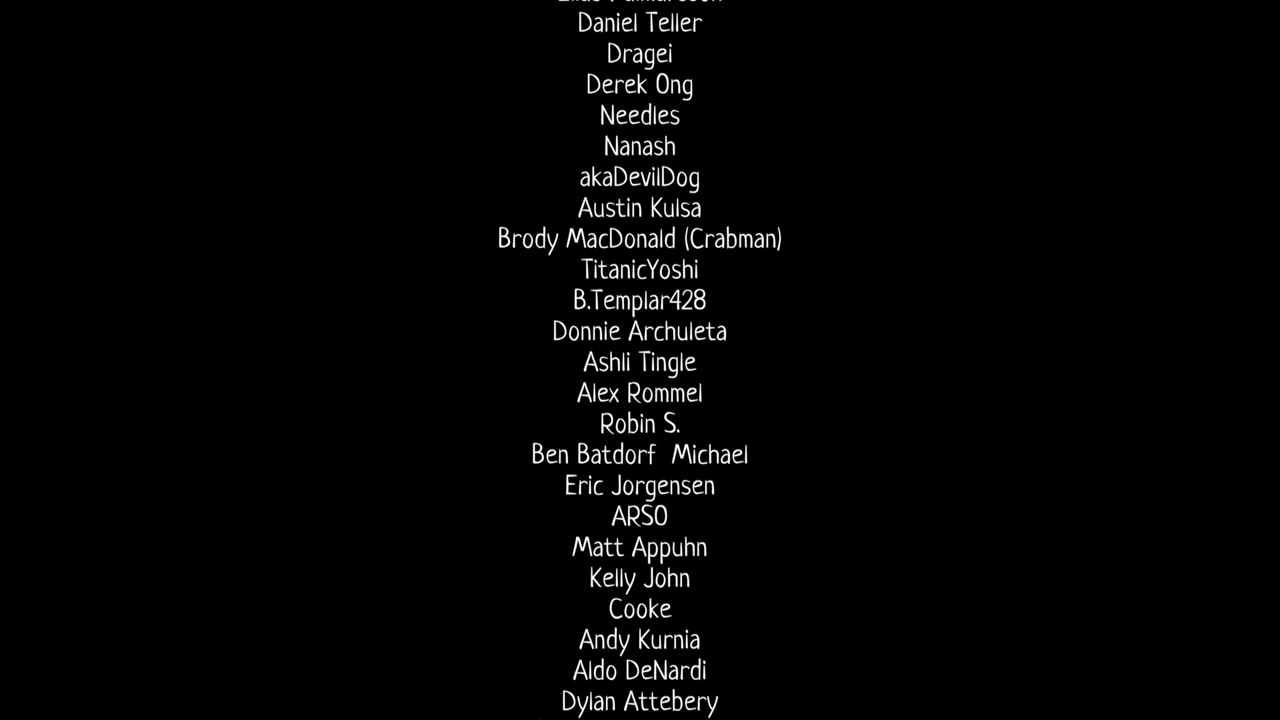 Daniel Teller
Dragei
Derek Ong
Needles
Nanash
akaDevilDog
Austin Kulsa
Brody MacDonald (Crabman)
TitanicYoshi
B.Templar428
Donnie Archuleta
Ashli Tingle
Alex Rommel
Robin S.
Ben Batdorf  Michael
Eric Jorgensen
ARSO
Matt Appuhn
Kelly John
Cooke
Andy Kurnia
Aldo DeNardi
Dylan Attebery